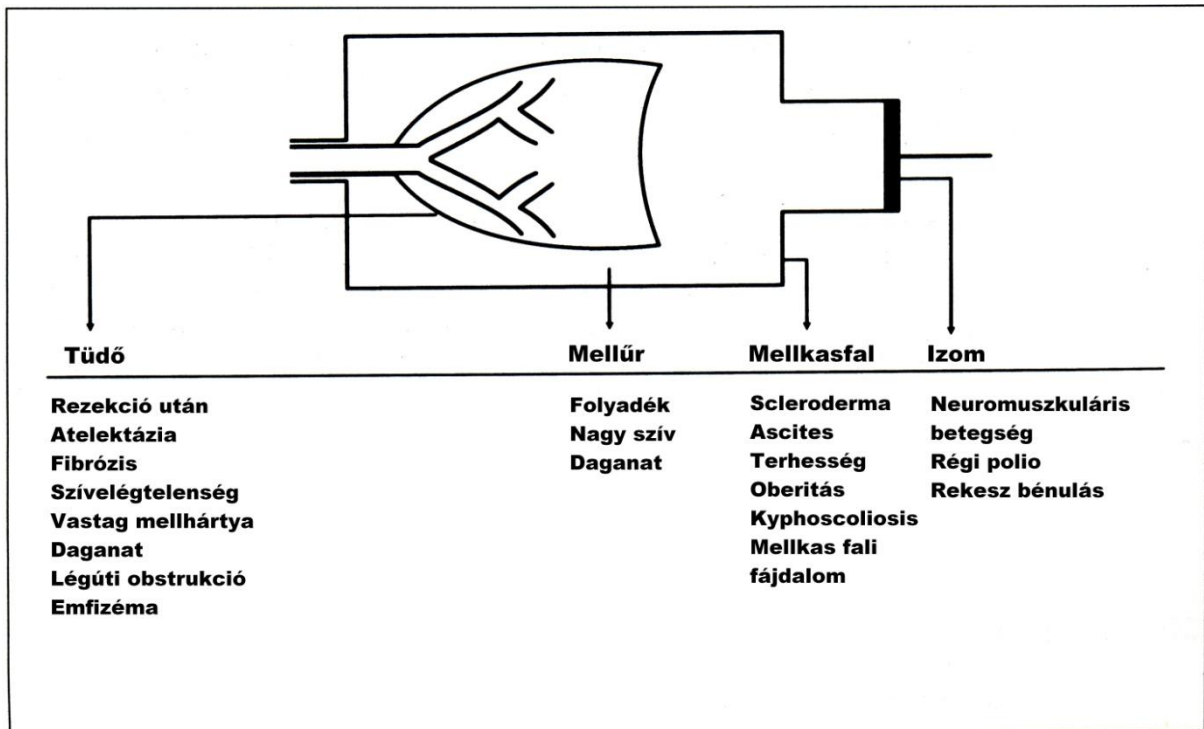 Tüdő
Rezekció után
Atelektázia
Fibrózis
Szívelégtelenség
Vastag mellhártya
Daganat
Légúti obstrukció
Emfizéma
Mellűr
Folyadék
Nagy szív
Daganat
Mellkasfal
Scleroderma
Ascites
Terhesség
Oberitás
Kyphoscoliosis
Mellkas fali
fájdalom
Izom
Neuromuszkuláris
betegség
Régi polio
Rekesz bénulás